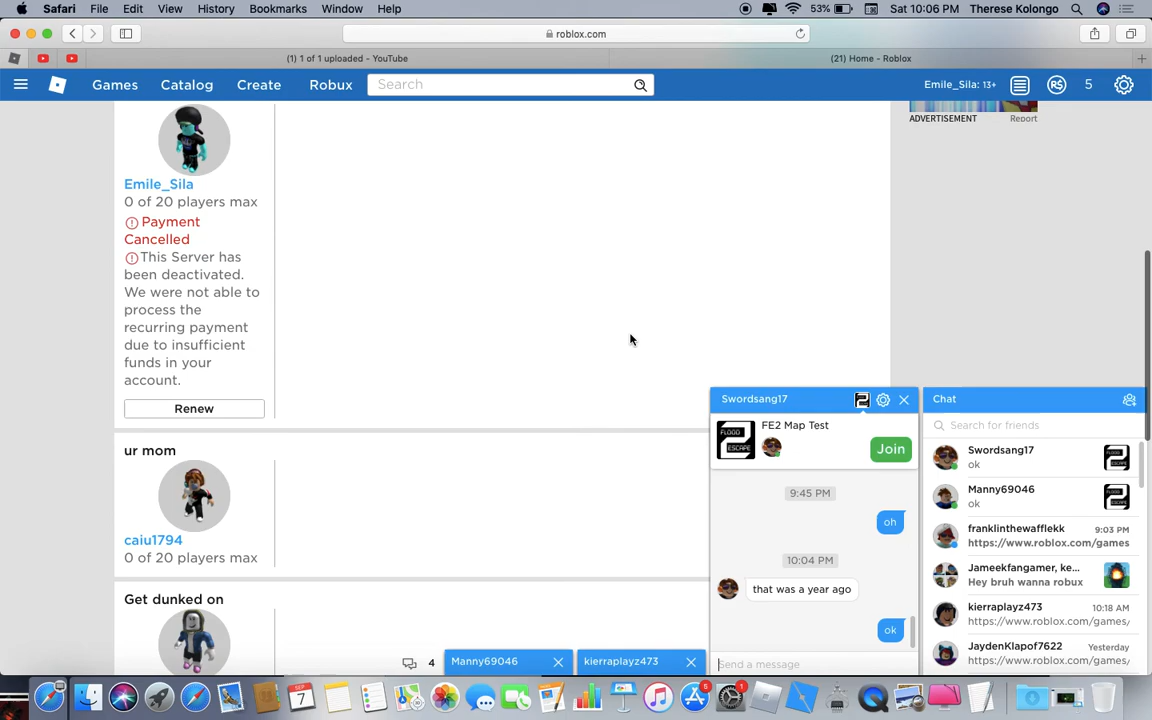 Safari File Edit View History Bookmarks Window Help 53% Sat 10:06 PM Therese Kolongo
roblox.com
(1) 1 of 1 uploaded - YouTube (21) Home - Roblox
Games Catalog Create Robux Search Emile_Sila: 13+ 5
ADVERTISEMENT Report
Emile_Sila
0 of 20 players max
Payment
Cancelled
This Server has
been deactivated.
We were not able to
process the
recurring payment
due to insufficient
funds in your
account.
Renew
ur mom
caiu1794
0 of 20 players max
Get dunked on
4 Manny69046 kierraplayz473
Swordsang17
FLOOD 2 ESCAPE
FE2 Map Test
Join
9:45 PM
oh
10:04 PM
that was a year ago
ok
Send a message
Chat
Search for friends
Swordsang17
ok
Manny69046
ok
franklinthewafflekk 9:03 PM
https://www.roblox.com/games
Jameekfangamer, ke...
Hey bruh wanna robux
kierraplayz473 10:18 AM
https://www.roblox.com/games/
JaydenKlapof7622 Yesterday
https://www.roblox.com/games/
SEP 7
5
1